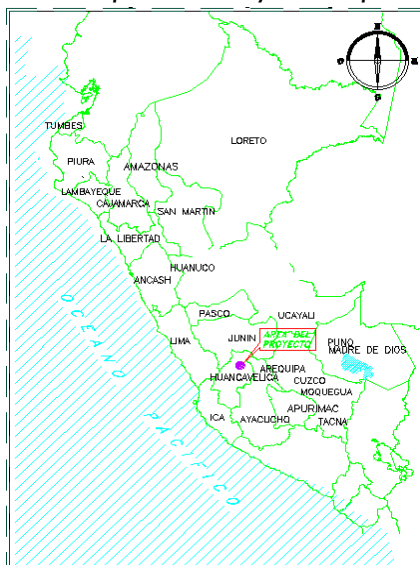 TUMBES
LORETO
PIURA
AMAZONAS
LAMBAYEQUE
CAJAMARCA
SAN MARTIN
LA LIBERTAD
HUANUCO
ANCASH
PASCO
UCAYALI
LIMA
JUNIN
AREA DEL
PROYECTO
PUNO
MADRE DE DIOS
HUANCAVELICA
AREQUIPA
CUZCO
MOQUEGUA
ICA
AYACUCHO
APURIMAC
TACNA
OCEANO PACIFICO